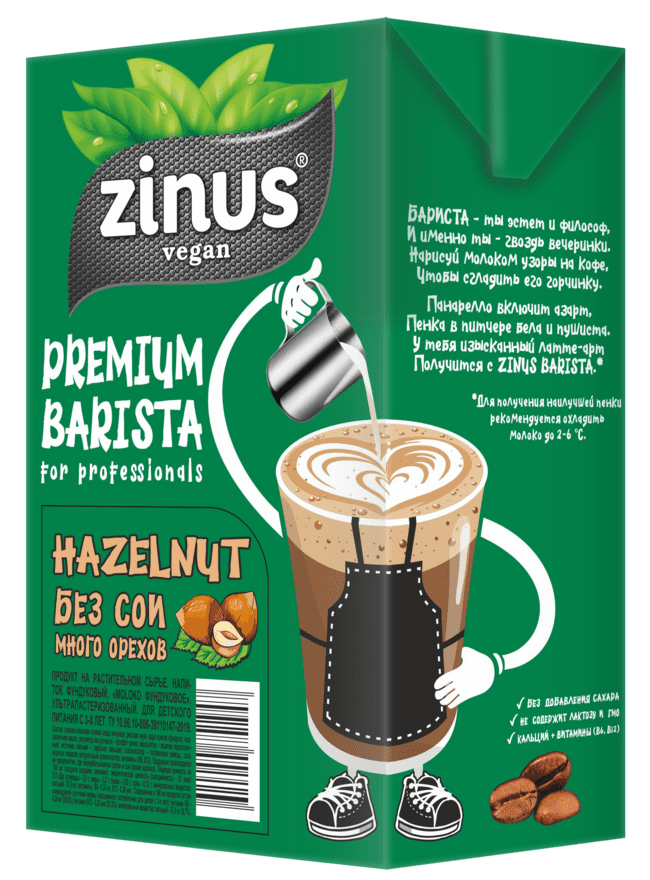 zinus®
vegan
PREMIUM
BARISTA
for professionals
HAZELNUT
БЕЗ СОИ
МНОГО ОРЕХОВ
ПРОДУКТ НА РАСТИТЕЛЬНОМ СЫРЬЕ. НАПИ-
ТОК ФУНДУКОВЫЙ, «MOLOKO ФУНДУКОВОЕ»
УЛЬТРАПАСТЕРИЗОВАННЫЙ. ДЛЯ ДЕТСКОГО
ПИТАНИЯ С 3-Х ЛЕТ. ТУ 10.86.10-006-39110147-2019.
БАРИСТА - ты эстет и философ,
И именно ты - гвоздь вечеринки.
Нарисуй молоком узоры на кофе,
Чтобы сгладить его горчинку.
Панарелло включит азарт,
Пенка в питчере бела и пушиста.
У тебя изысканный латте-арт
Получится с ZINUS BARISTA.*
*Для получения наилучшей пенки
рекомендуется охладить
молоко до 2-6 °С.
✓ БЕЗ ДОБАВЛЕНИЯ САХАРА
✓ НЕ СОДЕРЖИТ ЛАКТОЗУ И ГМО
✓ КАЛЬЦИЙ + ВИТАМИНЫ (B6, B12)